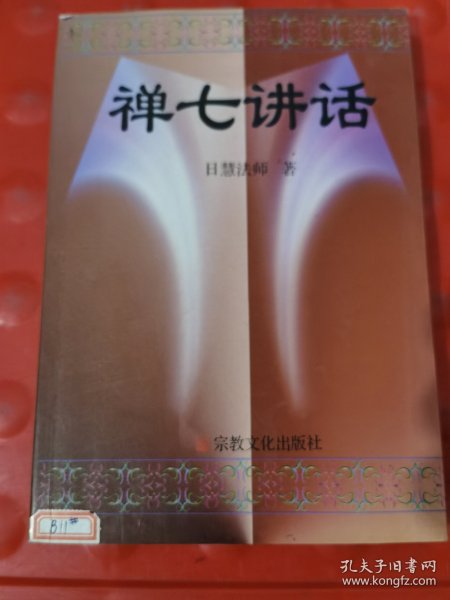 禅七讲话
日慧法师 著
宗教文化出版社
B11
孔夫子旧书网
www.kongfz.com